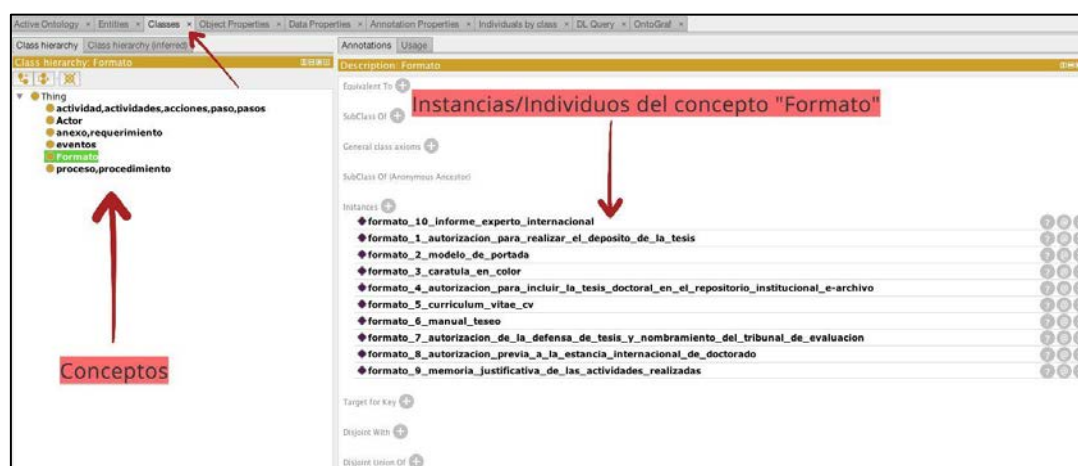 Active Ontology × Entities × Classes × Object Properties × Data Properties × Annotation Properties × Individuals by class × DL Query × OntoGraf ×
Class hierarchy Class hierarchy (inferred)
Class hierarchy: Formato
Thing
actividad,actividades,acciones,paso,pasos
Actor
anexo,requerimiento
eventos
Formato
proceso,procedimiento
Conceptos
Annotations Usage
Description: Formato
Equivalent To
Instancias/Individuos del concepto "Formato"
SubClass Of
General class axioms
SubClass Of (Anonymous Ancestor)
Instances
formato_10_informe_experto_internacional
formato_1_autorizacion_para_realizar_el_deposito_de_la_tesis
formato_2_modelo_de_portada
formato_3_caratula_en_color
formato_4_autorizacion_para_incluir_la_tesis_doctoral_en_el_repositorio_institucional_e-archivo
formato_5_curriculum_vitae_cv
formato_6_manual_teseo
formato_7_autorizacion_de_la_defensa_de_tesis_y_nombramiento_del_tribunal_de_evaluacion
formato_8_autorizacion_previa_a_la_estancia_internacional_de_doctorado
formato_9_memoria_justificativa_de_las_actividades_realizadas
Target for Key
Disjoint With
Disjoint Union Of